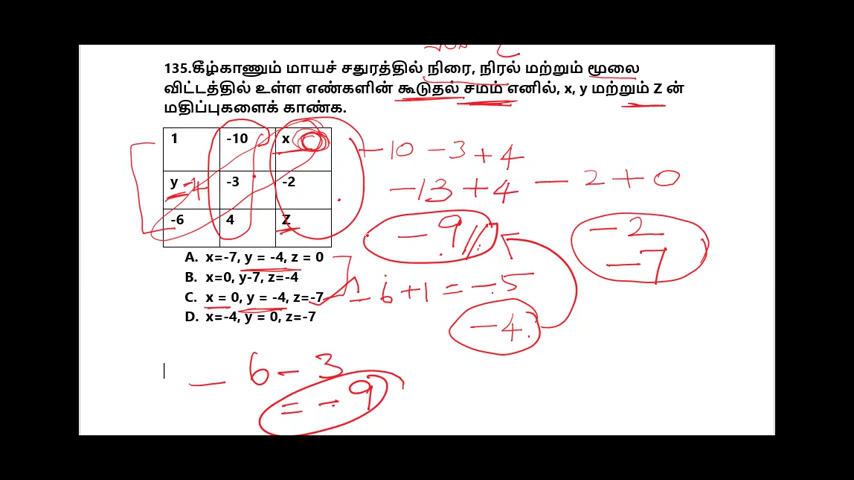 135.கீழ்காணும் மாயச் சதுரத்தில் நிரை, நிரல் மற்றும் மூலை
விட்டத்தில் உள்ள எண்களின் கூடுதல் சமம் எனில், x, y மற்றும் Z ன்
மதிப்புகளைக் காண்க.
1 -10 x
y -4 -3 -2
-6 4 Z
A. x=-7, y = -4, z = 0
B. x=0, y-7, z=-4
C. x = 0, y = -4, z=-7
D. x=-4, y = 0, z=-7
-10 -3 +4
-13 +4
-9
-2 +0
-2
-7
-6 +1 = -5
-4
-6 -3
= -9